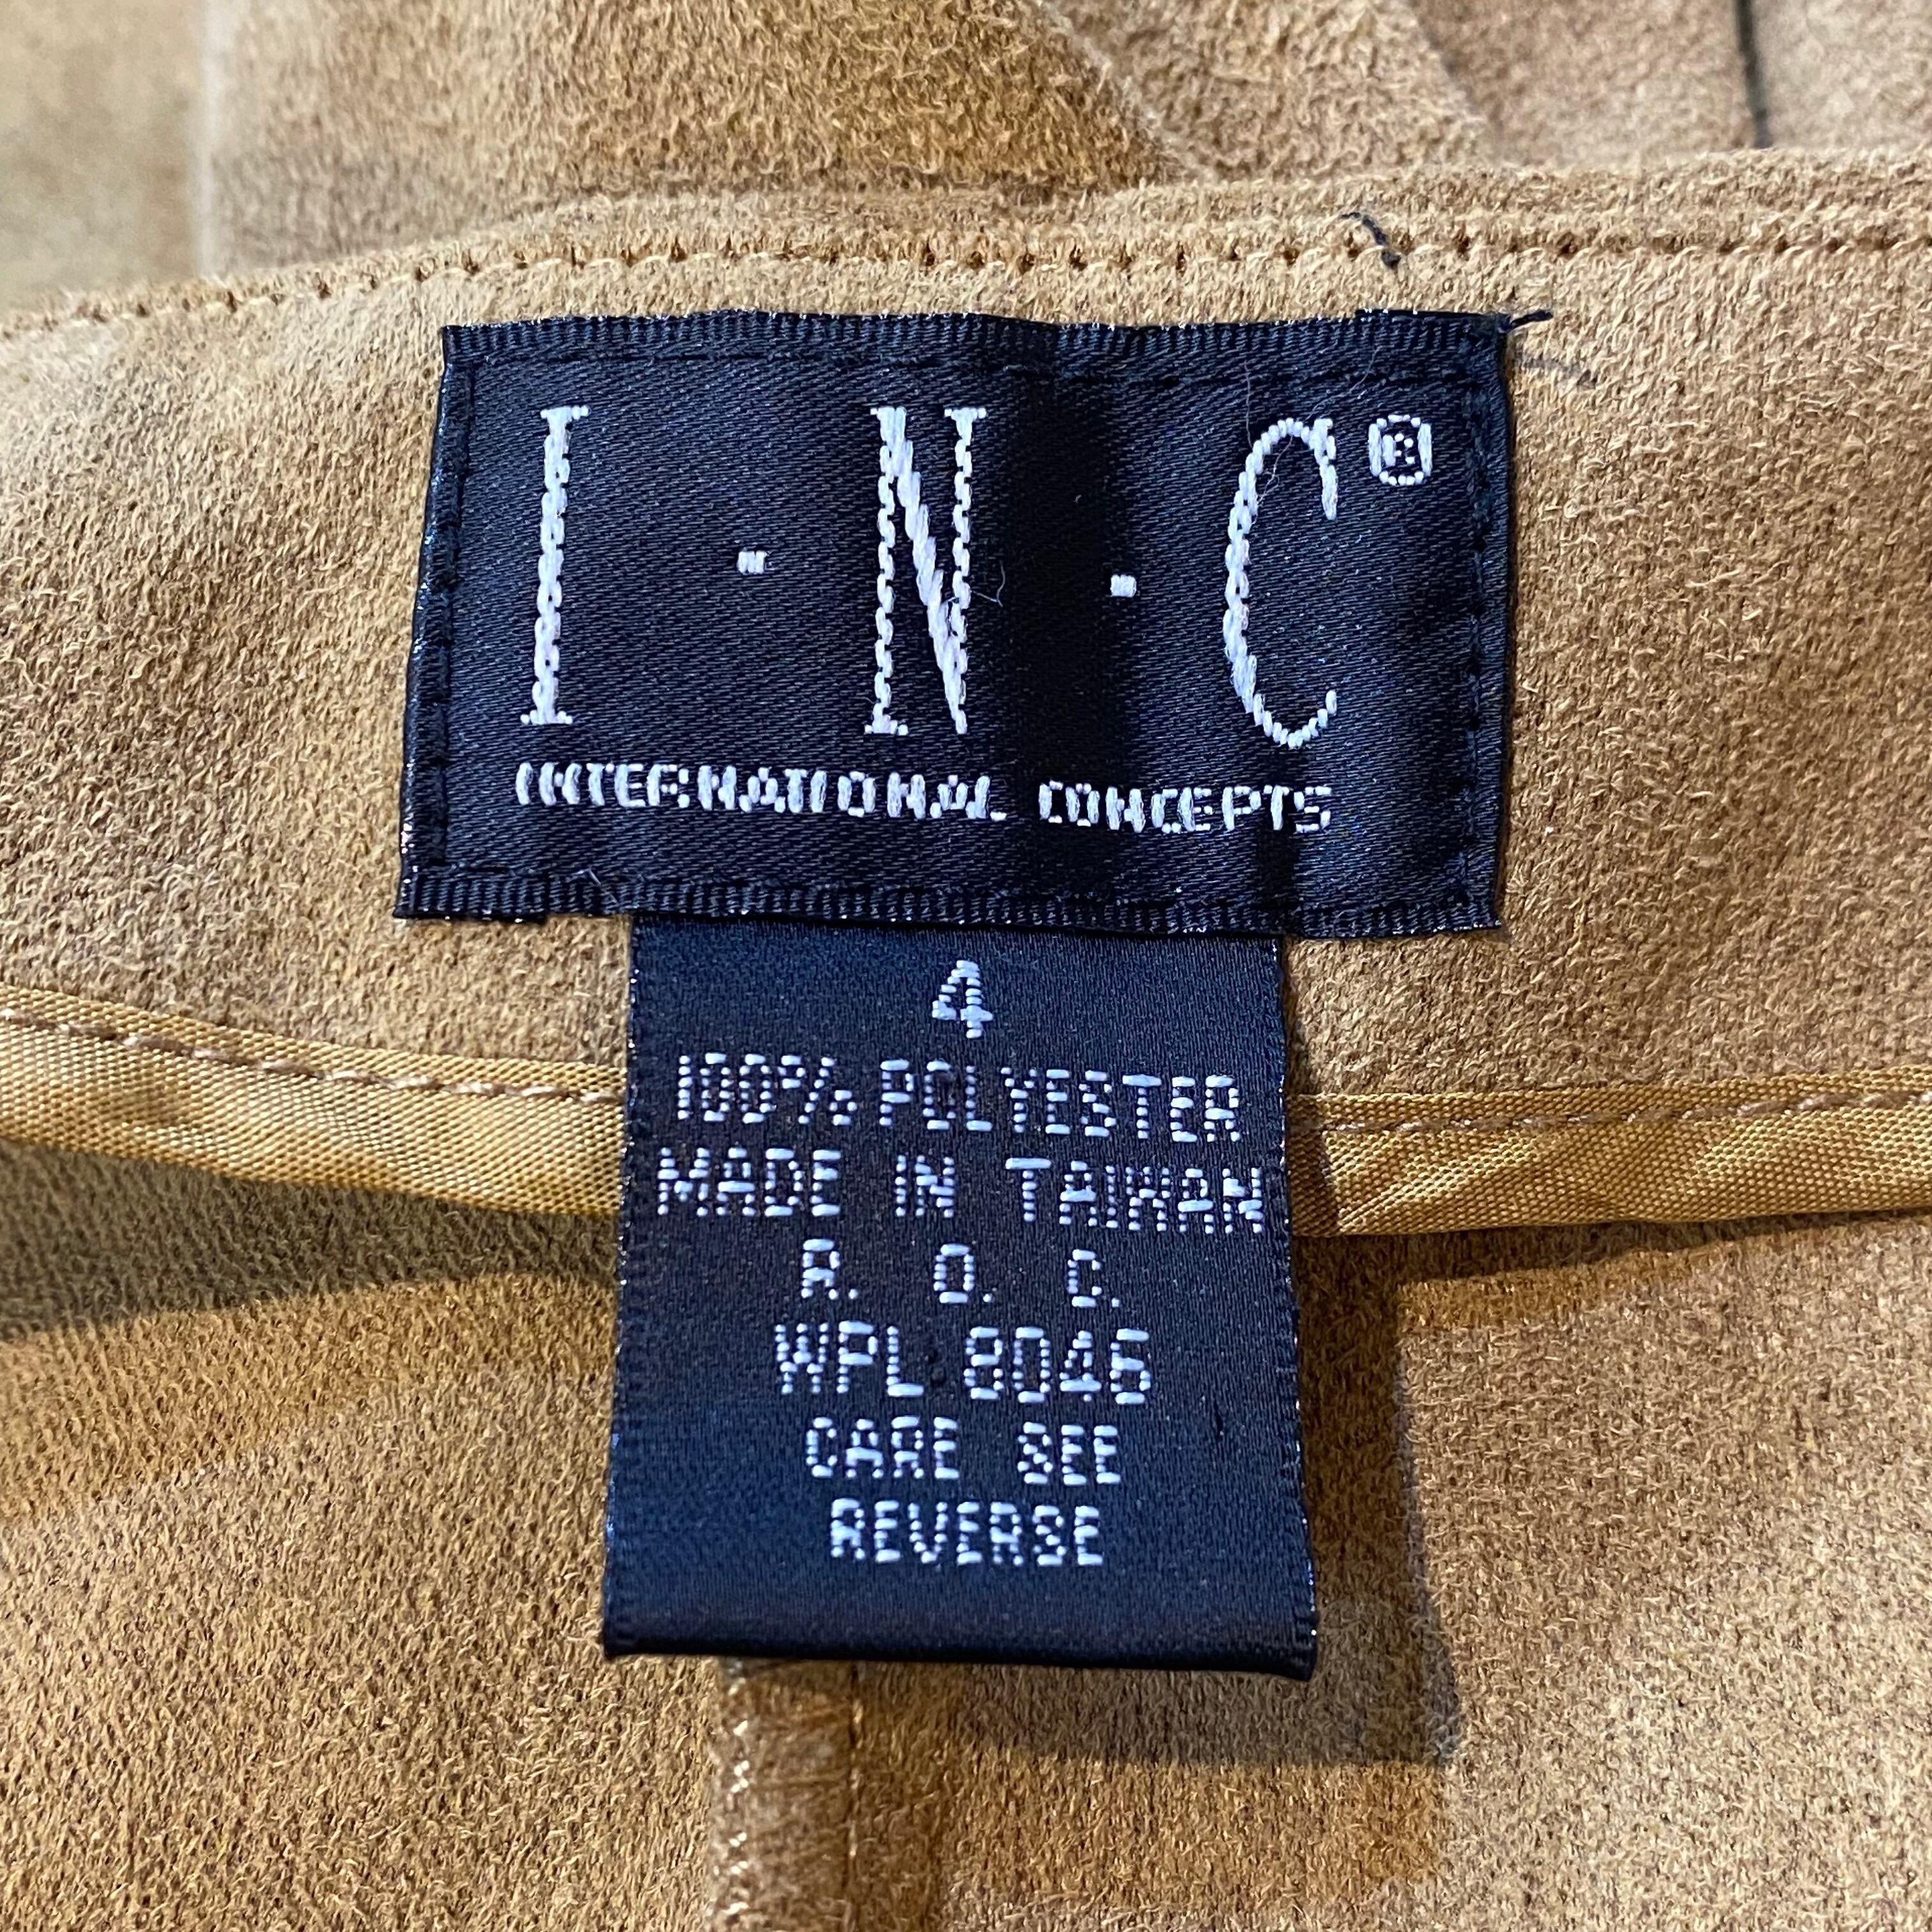 I · N · C®
INTERNATIONAL CONCEPTS
4
100% POLYESTER
MADE IN TAIWAN
R. O. C.
WPL 8046
CARE SEE
REVERSE